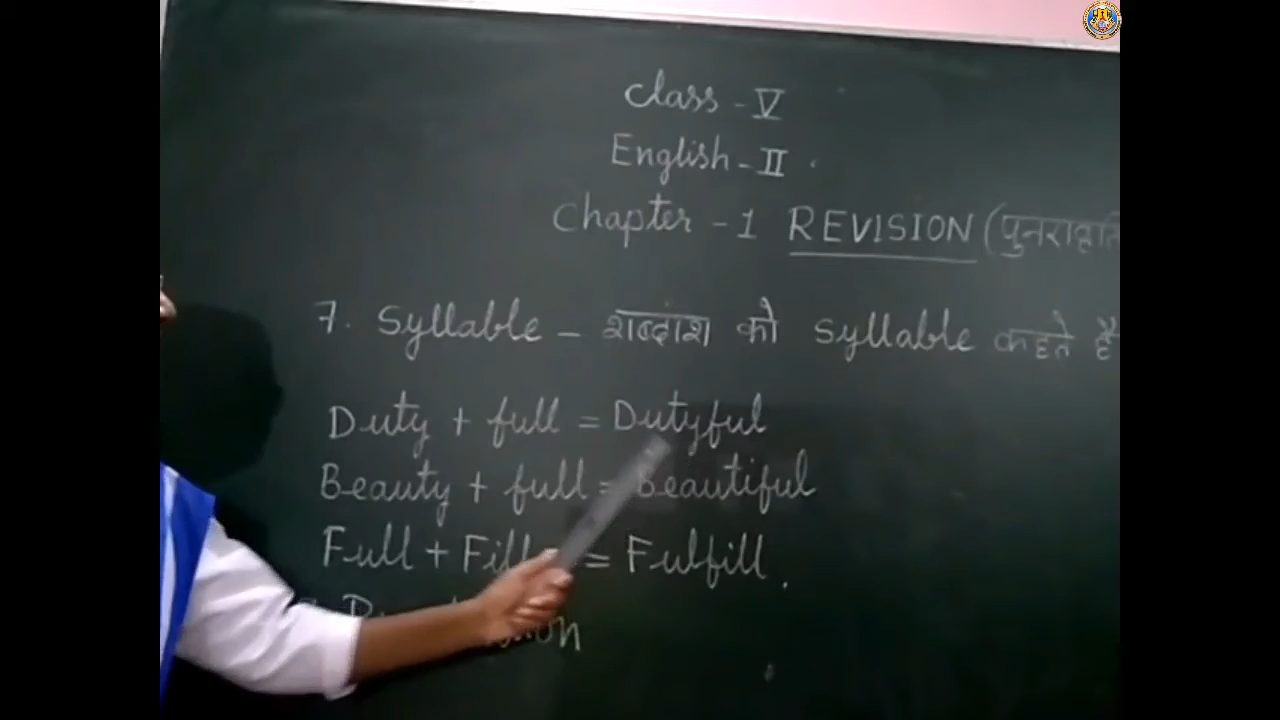 Class - V
English - II
Chapter - 1 REVISION (
7. Syllable - शब्दांश को Syllable कहते हैं
Duty + full = Dutyful
Beauty + full = Beautiful
Full + Fill = Fulfill.